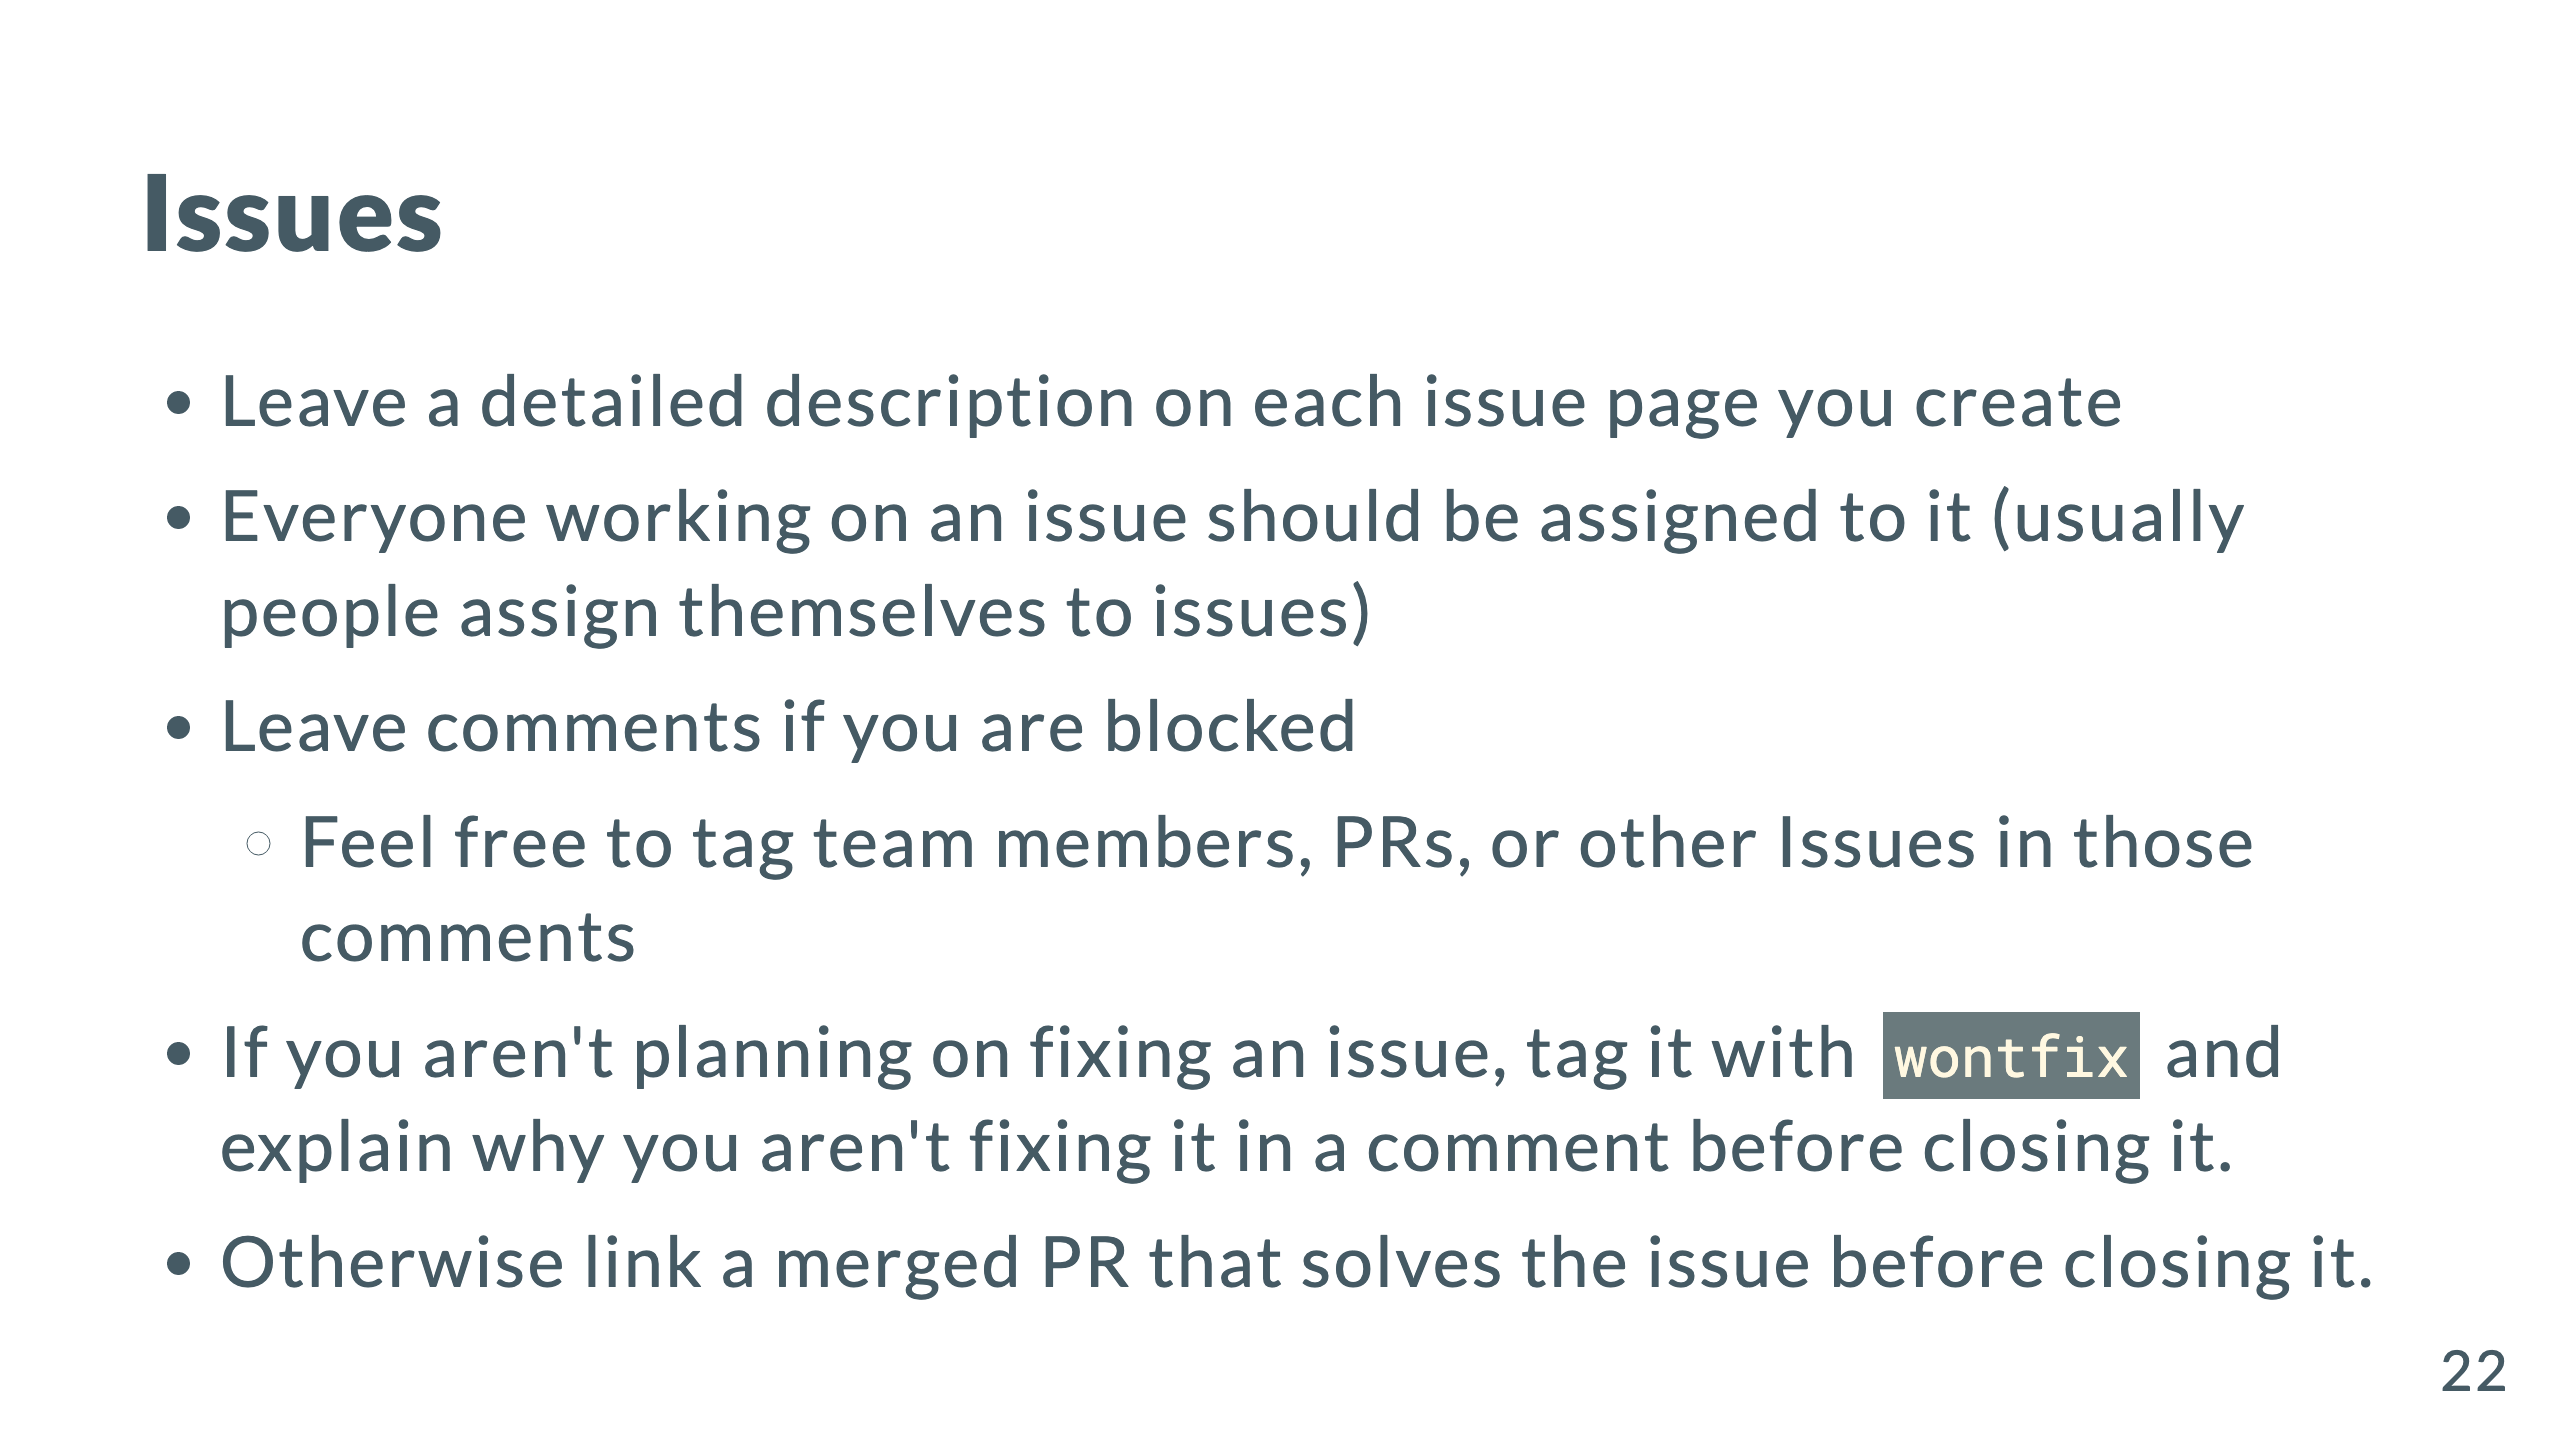 Issues
• Leave a detailed description on each issue page you create
• Everyone working on an issue should be assigned to it (usually
people assign themselves to issues)
• Leave comments if you are blocked
○ Feel free to tag team members, PRs, or other Issues in those
comments
• If you aren't planning on fixing an issue, tag it with wontfix and
explain why you aren't fixing it in a comment before closing it.
• Otherwise link a merged PR that solves the issue before closing it.
22